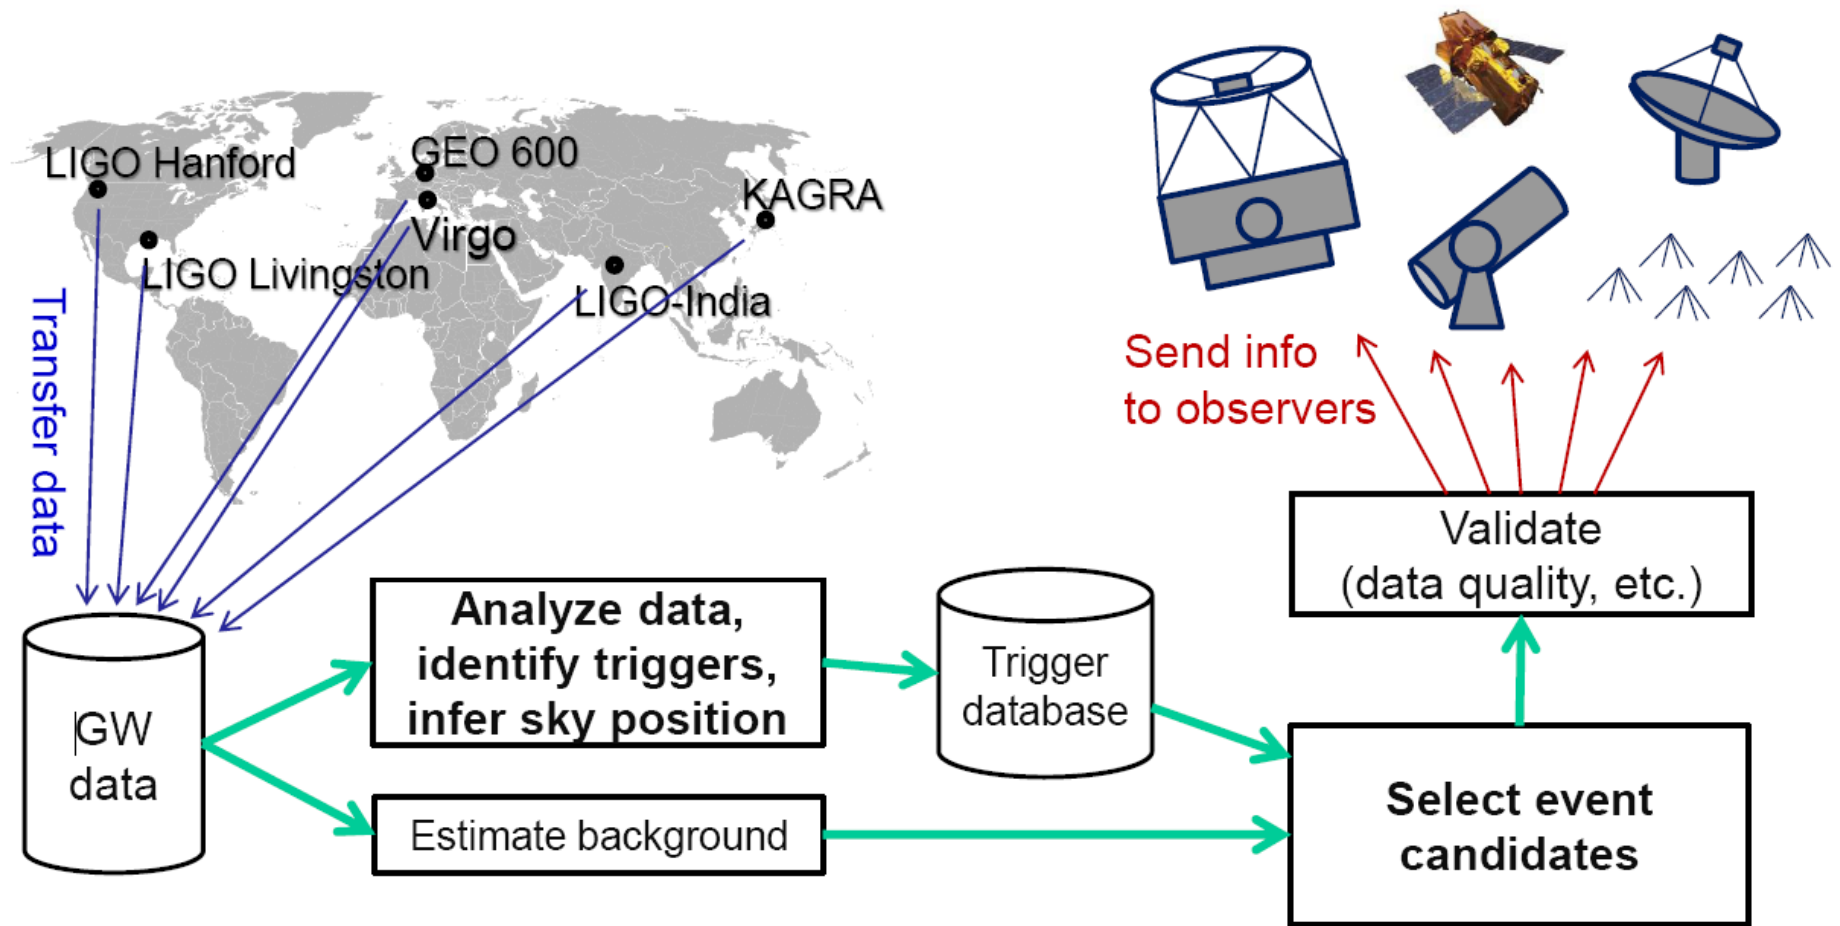 LIGO Hanford
GEO 600
KAGRA
Virgo
LIGO Livingston
LIGO-India
Transfer data
Send info
to observers
Validate
(data quality, etc.)
Analyze data,
identify triggers,
infer sky position
Trigger
database
GW
data
Estimate background
Select event
candidates